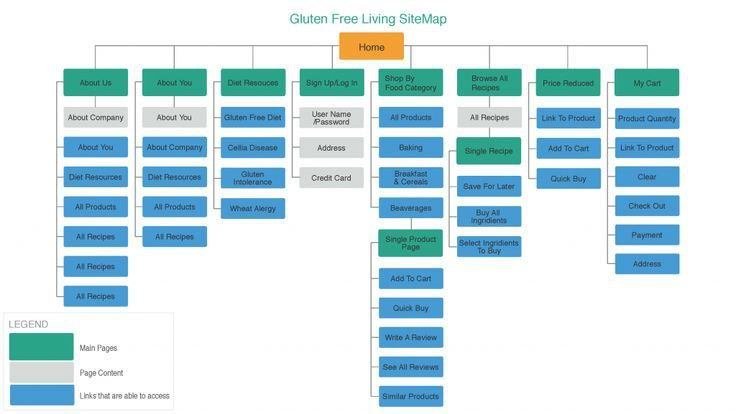 Gluten Free Living SiteMap
Home
About Us
About Company
About You
Diet Resources
All Products
All Recipes
All Recipes
All Recipes
About You
About You
About Company
Diet Resources
All Products
All Recipes
Diet Resouces
Gluten Free Diet
Cellia Disease
Gluten
Intolerance
Wheat Alergy
Sign Up/Log In
User Name
/Password
Address
Credit Card
Shop By
Food Category
All Products
Baking
Breakfast
& Cereals
Beaverages
Single Product
Page
Add To Cart
Quick Buy
Write A Review
See All Reviews
Similar Products
Browse All
Recipes
All Recipes
Single Recipe
Save For Later
Buy All
Ingridients
Select Ingridients
To Buy
Price Reduced
Link To Product
Add To Cart
Quick Buy
My Cart
Product Quantity
Link To Product
Clear
Check Out
Payment
Address
LEGEND
Main Pages
Page Content
Links that are able to access